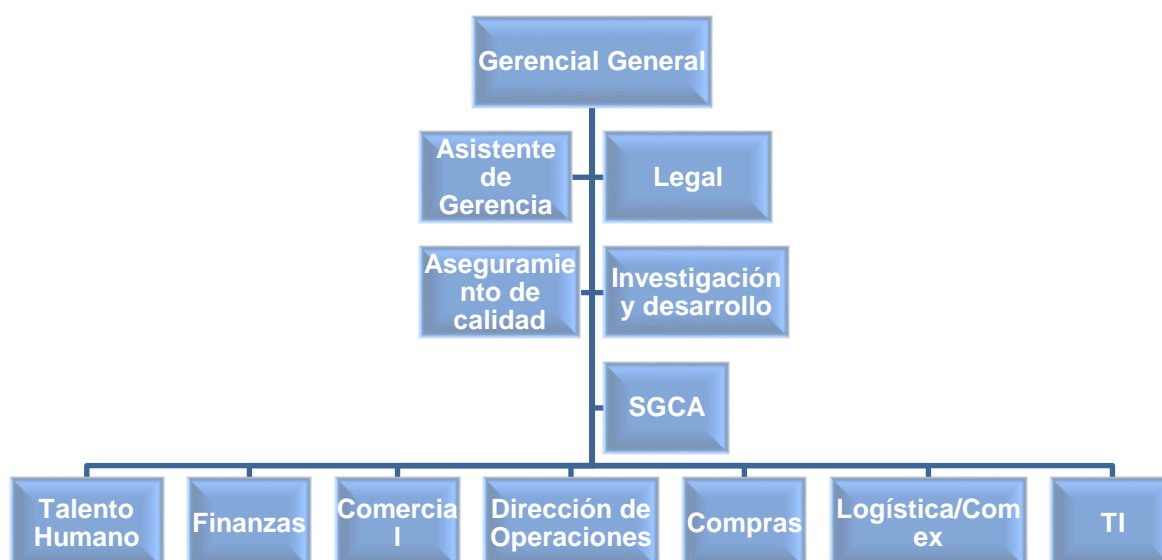 Gerencial General
Asistente
de
Gerencia
Legal
Aseguramie
nto de
calidad
Investigación
y desarrollo
SGCA
Talento
Humano
Finanzas
Comercia
l
Dirección de
Operaciones
Compras
Logística/Com
ex
TI